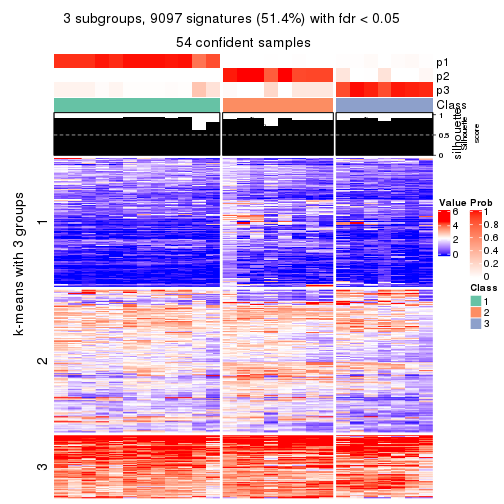 3 subgroups, 9097 signatures (51.4%) with fdr < 0.05
54 confident samples
p1
p2
p3
Class
1
0.5
0
silhouette
Silhouette
score
k-means with 3 groups
1
2
3
Value
6
4
2
0
Prob
1
0.8
0.6
0.4
0.2
0
Class
1
2
3